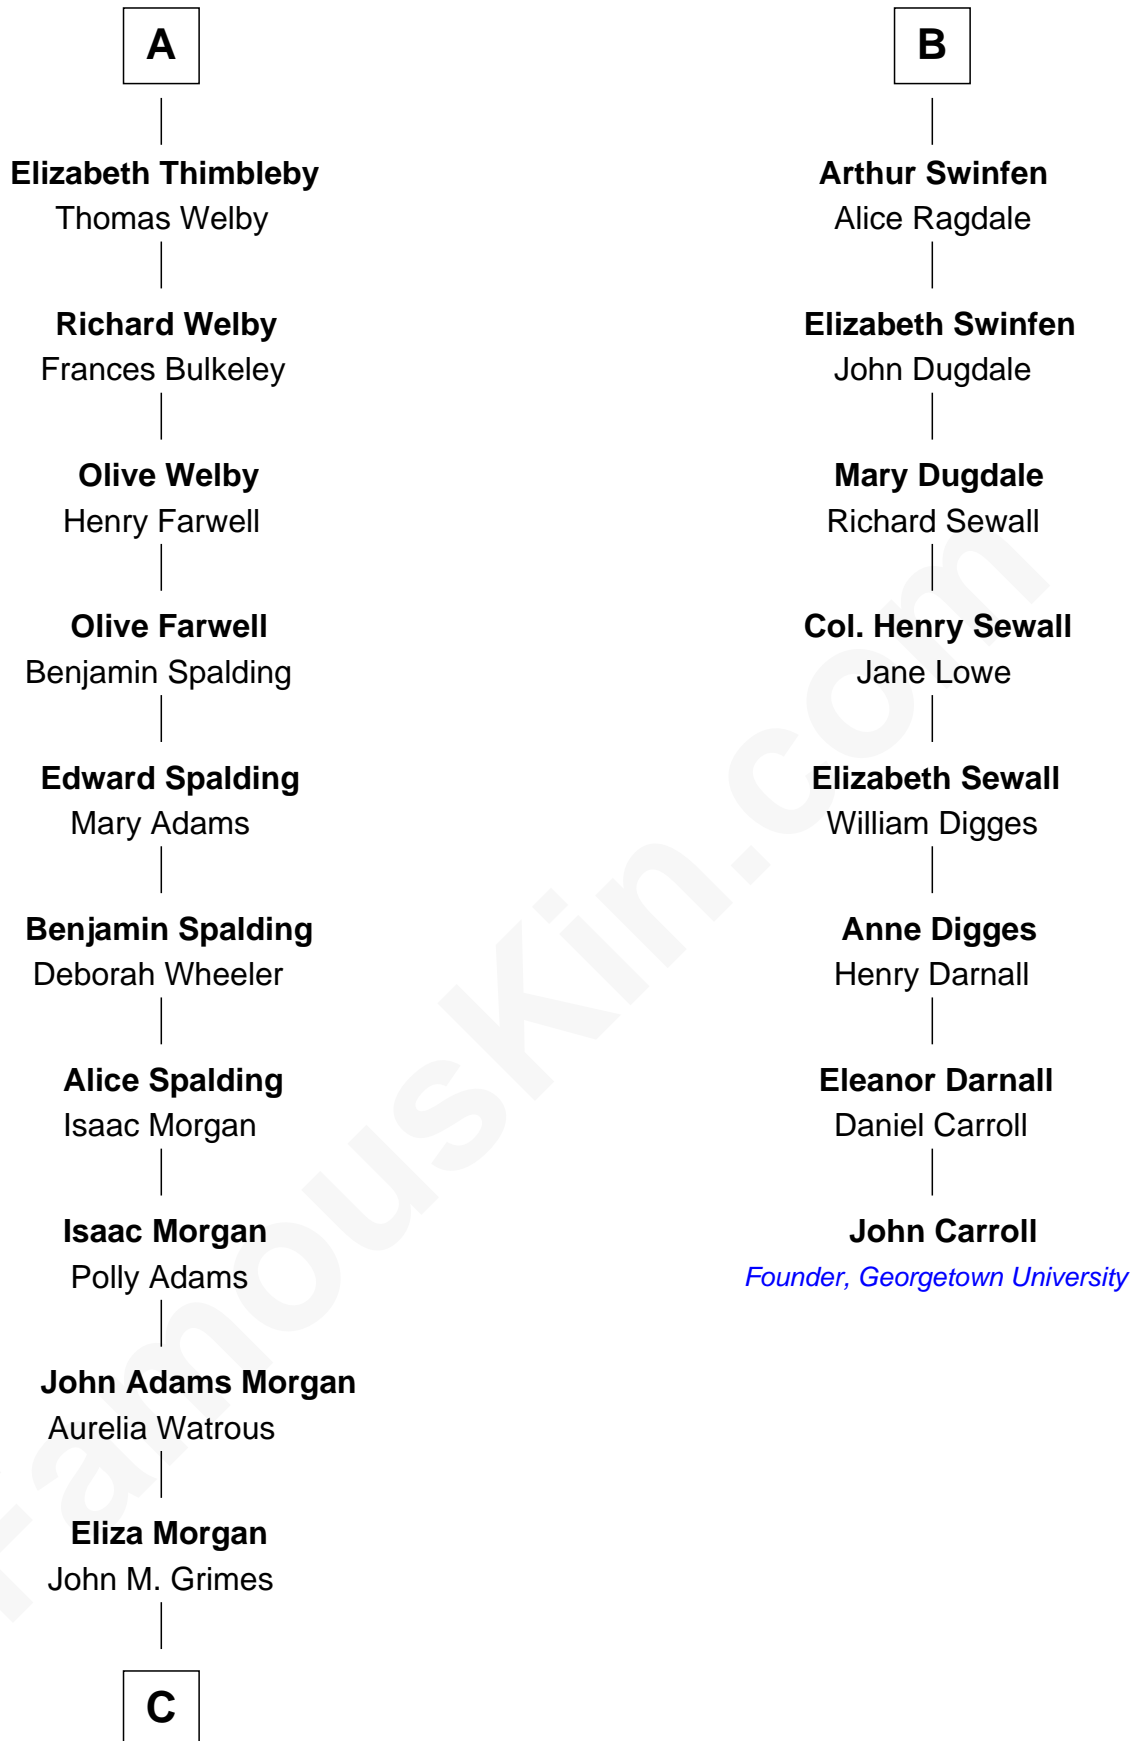 A
Elizabeth Thimbleby
Thomas Welby
Richard Welby
Frances Bulkeley
Olive Welby
Henry Farwell
Olive Farwell
Benjamin Spalding
Edward Spalding
Mary Adams
Benjamin Spalding
Deborah Wheeler
Alice Spalding
Isaac Morgan
Isaac Morgan
Polly Adams
John Adams Morgan
Aurelia Watrous
Eliza Morgan
John M. Grimes
C
B
Arthur Swinfen
Alice Ragdale
Elizabeth Swinfen
John Dugdale
Mary Dugdale
Richard Sewall
Col. Henry Sewall
Jane Lowe
Elizabeth Sewall
William Digges
Anne Digges
Henry Darnall
Eleanor Darnall
Daniel Carroll
John Carroll
Founder, Georgetown University
FamousKin.com